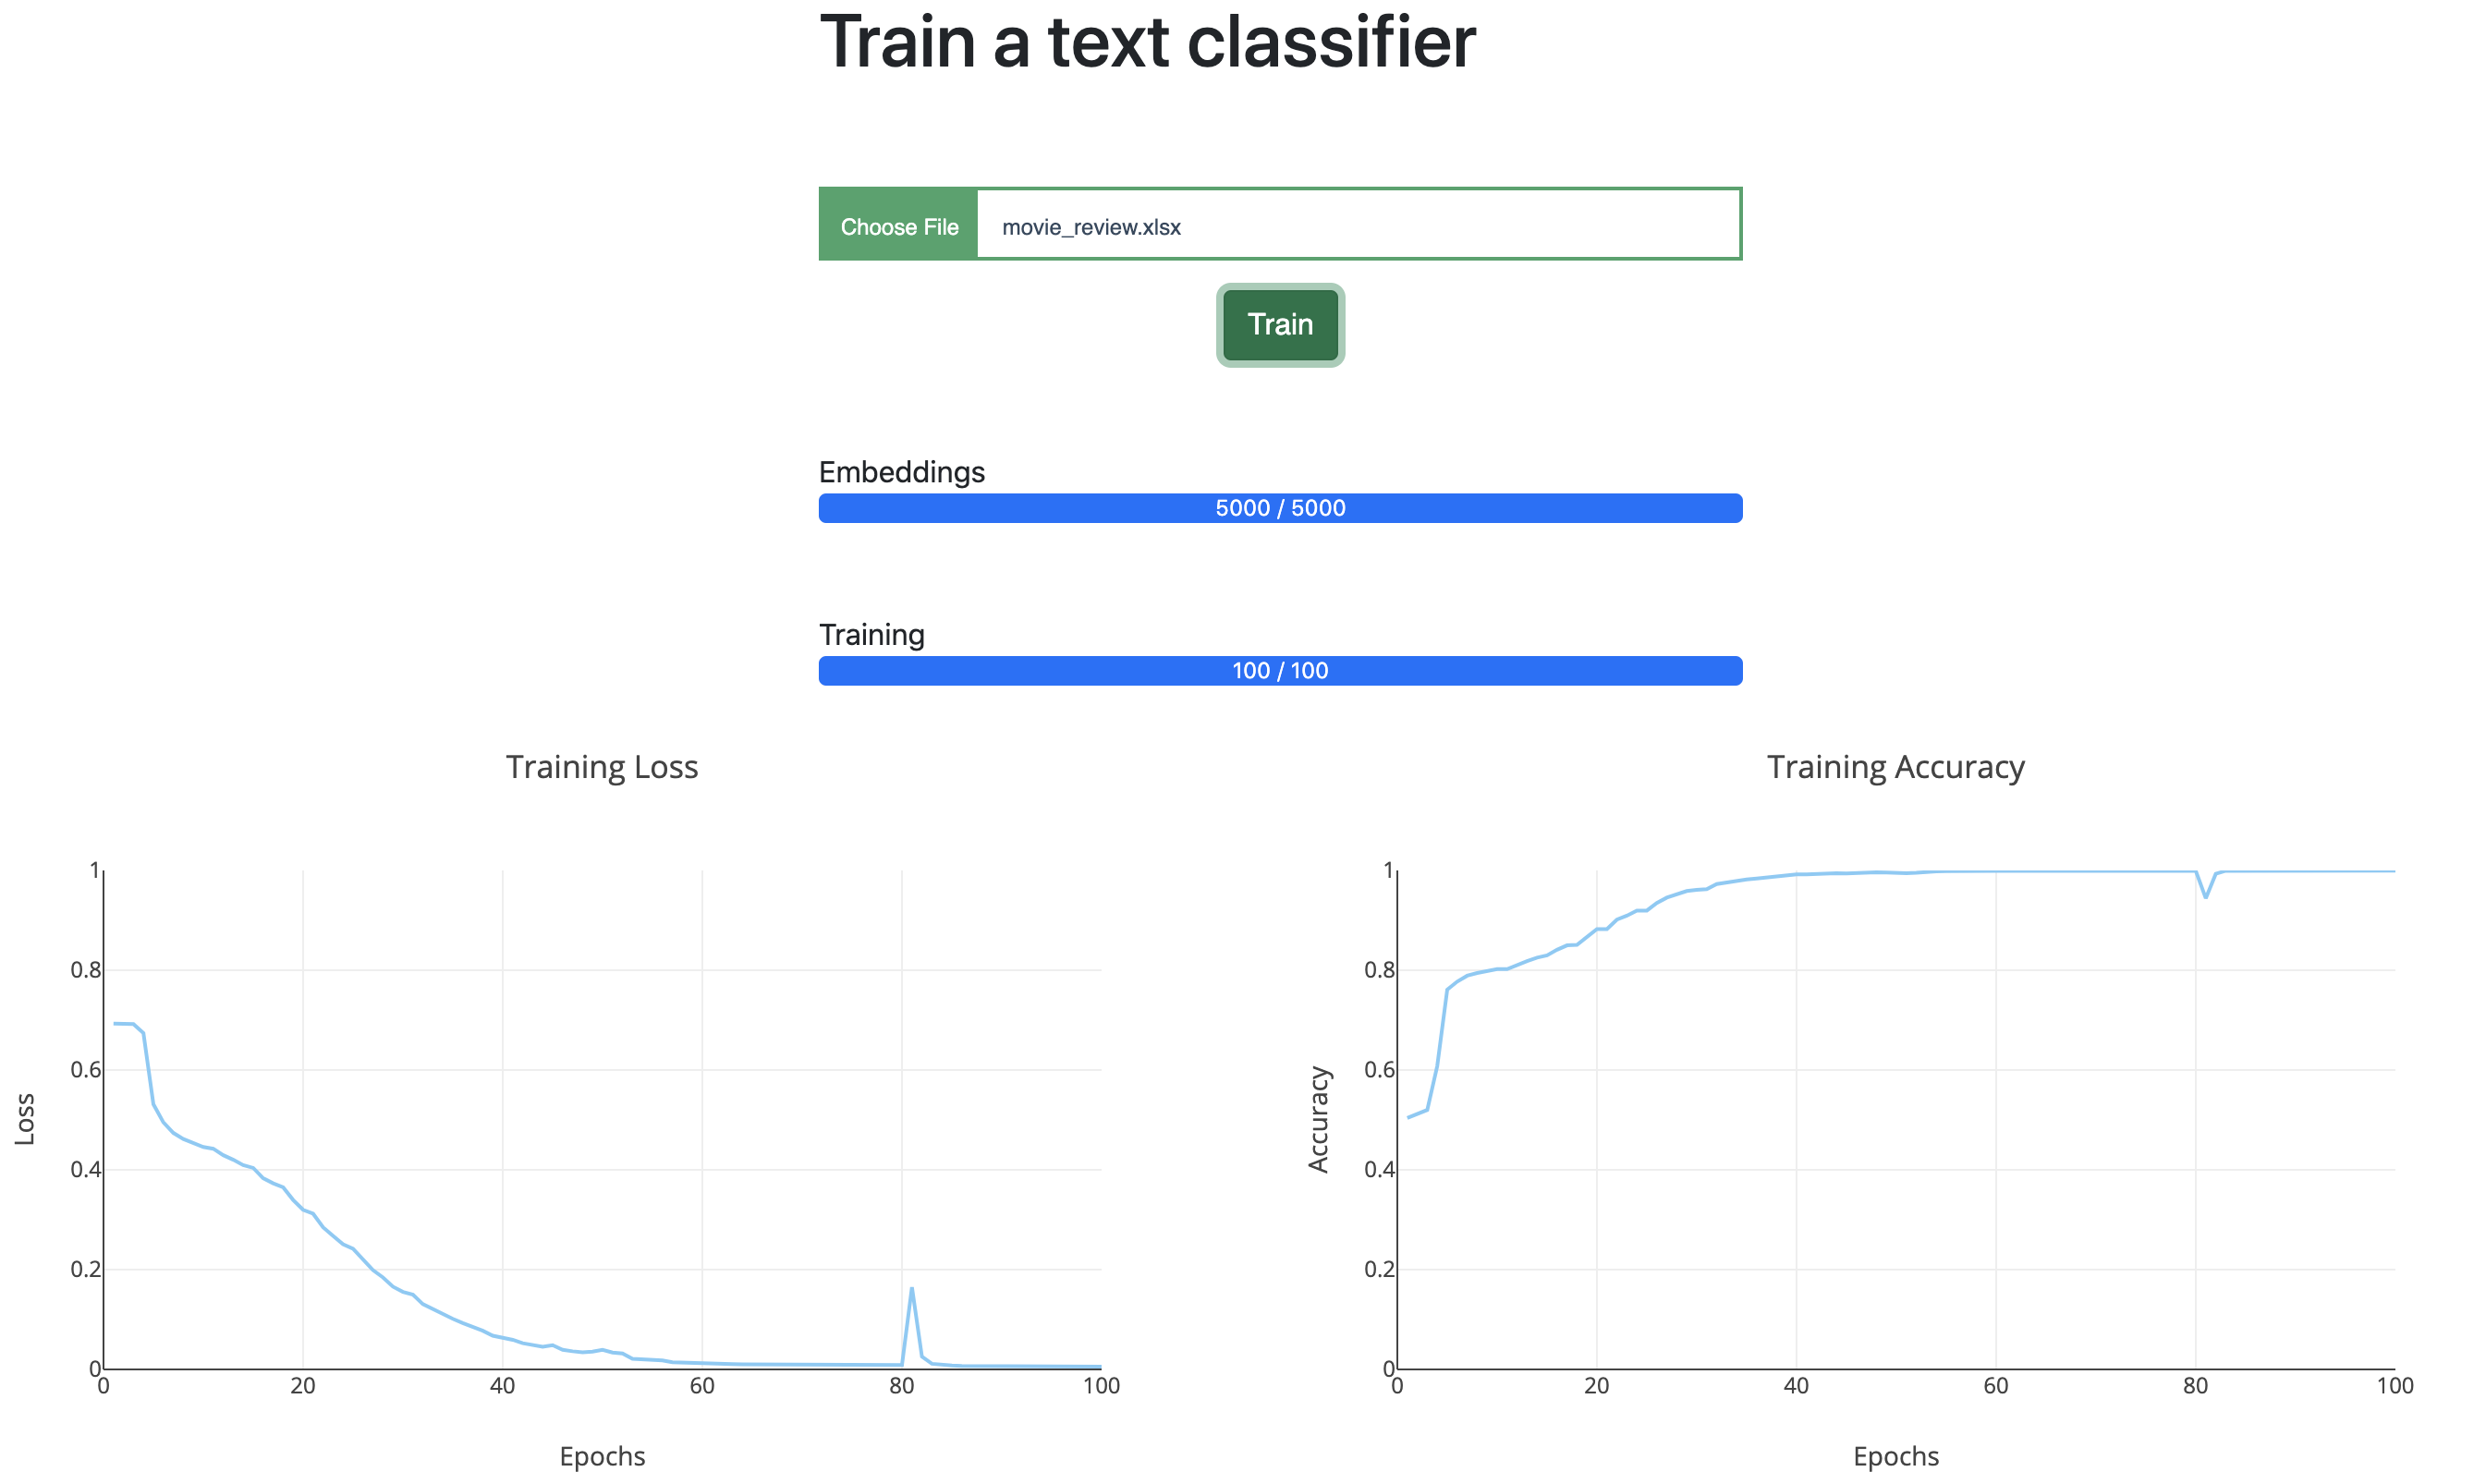 Train a text classifier
Choose File movie_review.xlsx
Train
Embeddings
5000 / 5000
Training
100 / 100
Training Loss
1
0.8
0.6
0.4
0.2
0
Loss
0 20 40 60 80 100
Epochs
Training Accuracy
1
0.8
0.6
0.4
0.2
0
Accuracy
0 20 40 60 80 100
Epochs